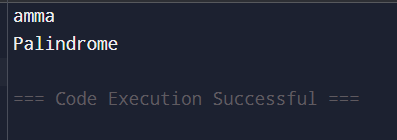 amma
Palindrome
=== Code Execution Successful ===